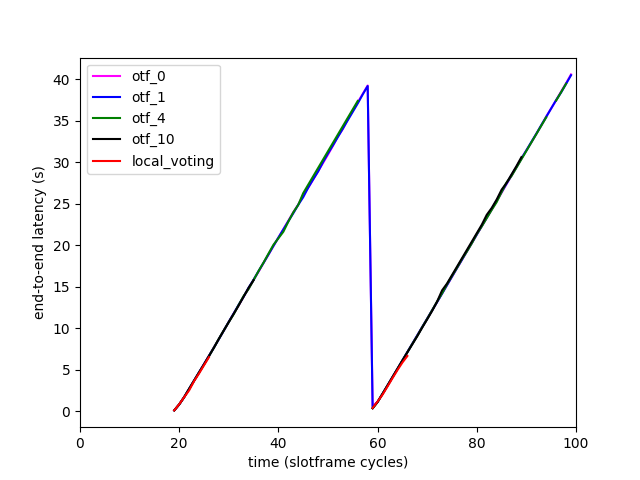 otf_0
otf_1
otf_4
otf_10
local_voting
end-to-end latency (s)
40
35
30
25
20
15
10
5
0
0 20 40 60 80 100
time (slotframe cycles)